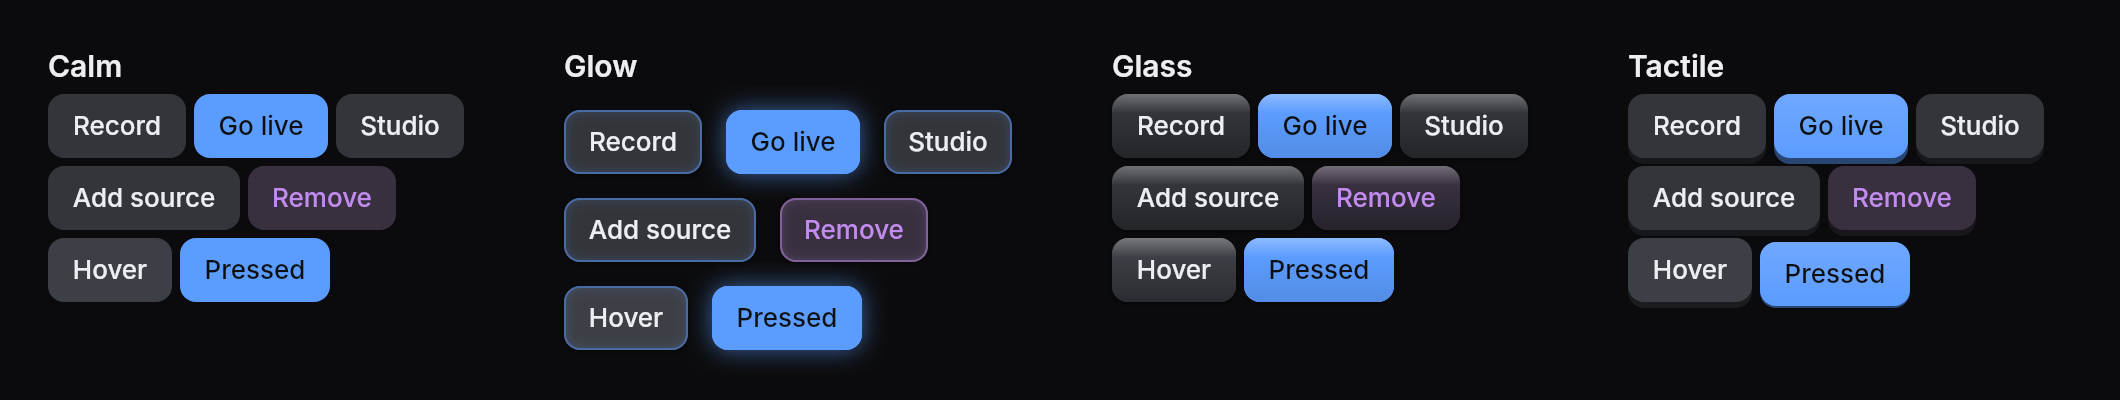 Calm
Record Go live Studio
Add source Remove
Hover Pressed
Glow
Record Go live Studio
Add source Remove
Hover Pressed
Glass
Record Go live Studio
Add source Remove
Hover Pressed
Tactile
Record Go live Studio
Add source Remove
Hover Pressed